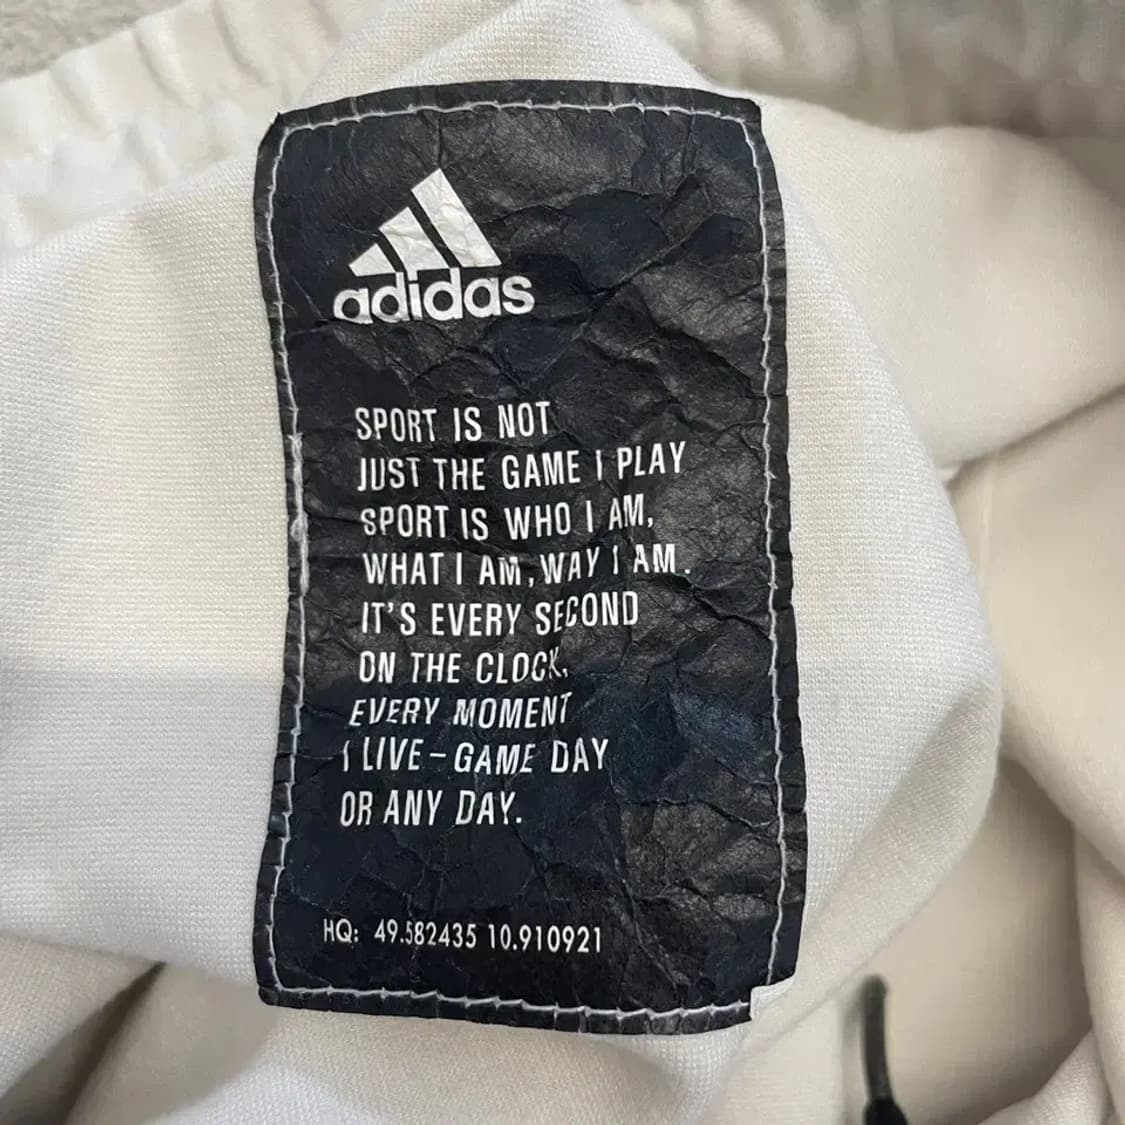 adidas
SPORT IS NOT
JUST THE GAME I PLAY
SPORT IS WHO I AM,
WHAT I AM, WAY I AM.
IT'S EVERY SECOND
ON THE CLOCK,
EVERY MOMENT
I LIVE - GAME DAY
OR ANY DAY.
HQ: 49.582435 10.910921